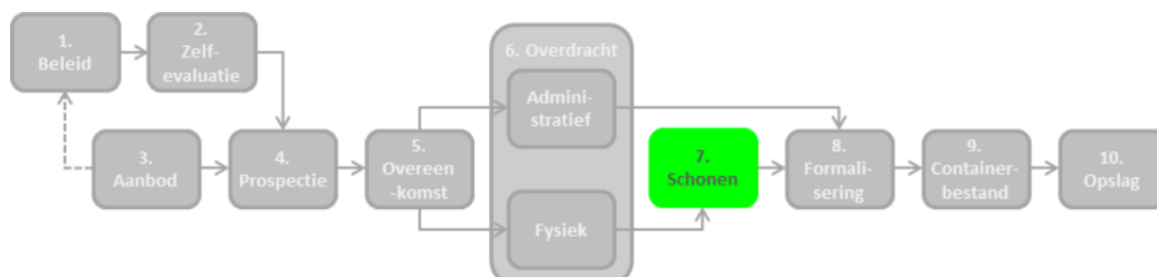 1.
Beleid
2.
Zelf-
evaluatie
3.
Aanbod
4.
Prospectie
5.
Overeen
-komst
6. Overdracht
Admini-
stratief
Fysiek
7.
Schonen
8.
Formali-
sering
9.
Container-
bestand
10.
Opslag